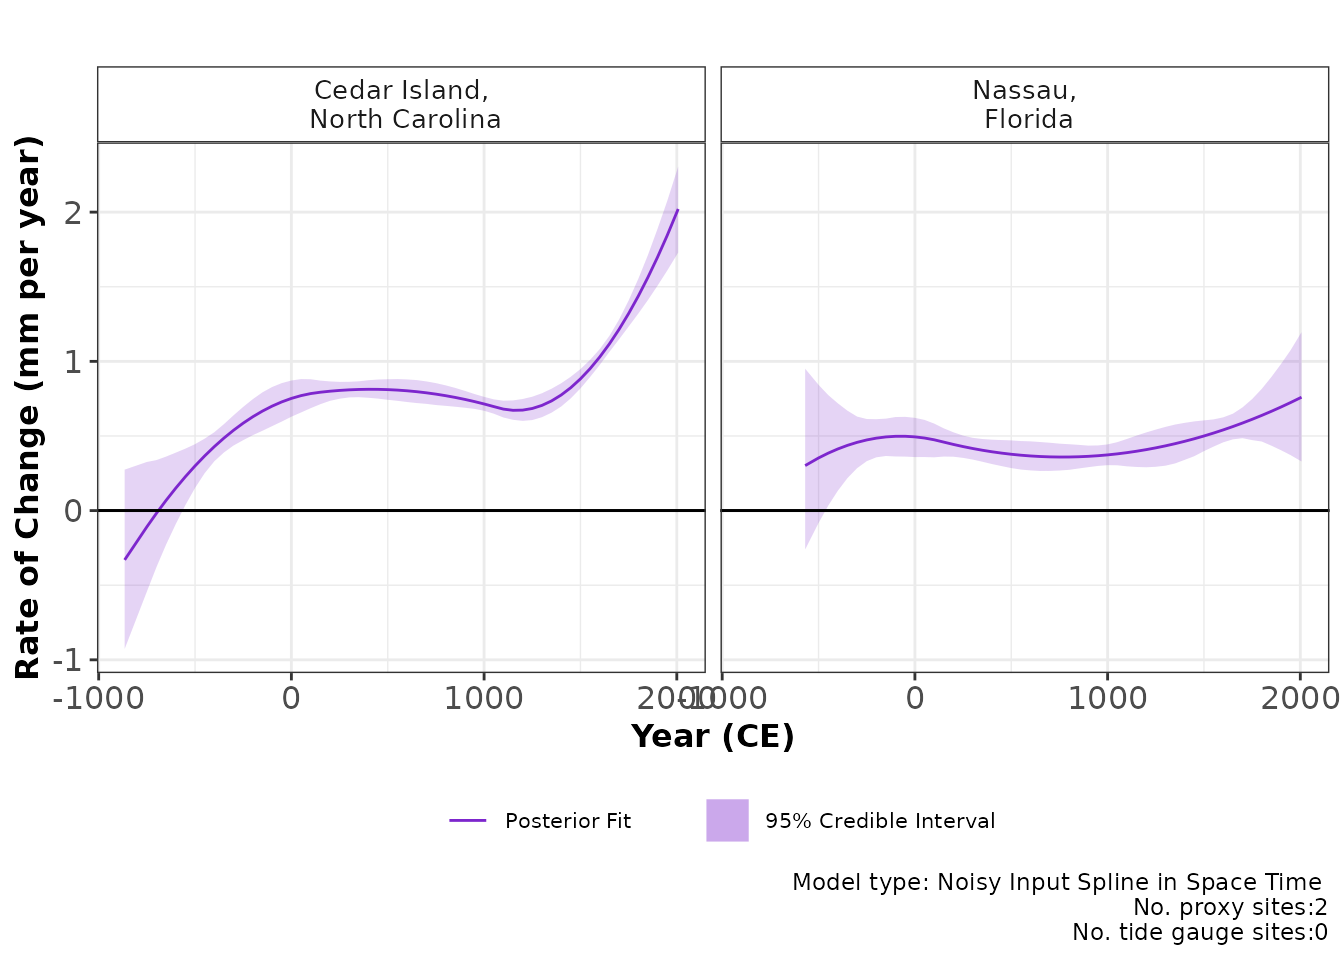 Cedar Island,
North Carolina
Nassau,
Florida
Rate of Change (mm per year)
2
1
0
-1
-1000 0 1000 2000 -1000 0 1000 2000
Year (CE)
Posterior Fit 95% Credible Interval
Model type: Noisy Input Spline in Space Time
No. proxy sites:2
No. tide gauge sites:0